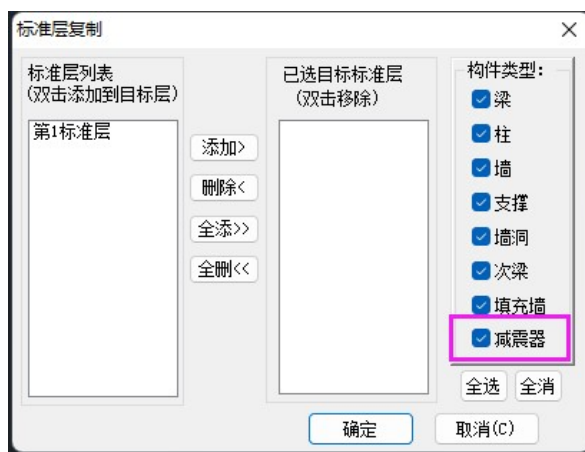 标准层复制
标准层列表
(双击添加到目标层)
第1标准层
添加>
删除<
全添>>
全删<<
已选目标标准层
(双击移除)
构件类型:
梁
柱
墙
支撑
墙洞
次梁
填充墙
减震器
全选 全消
确定 取消(C)